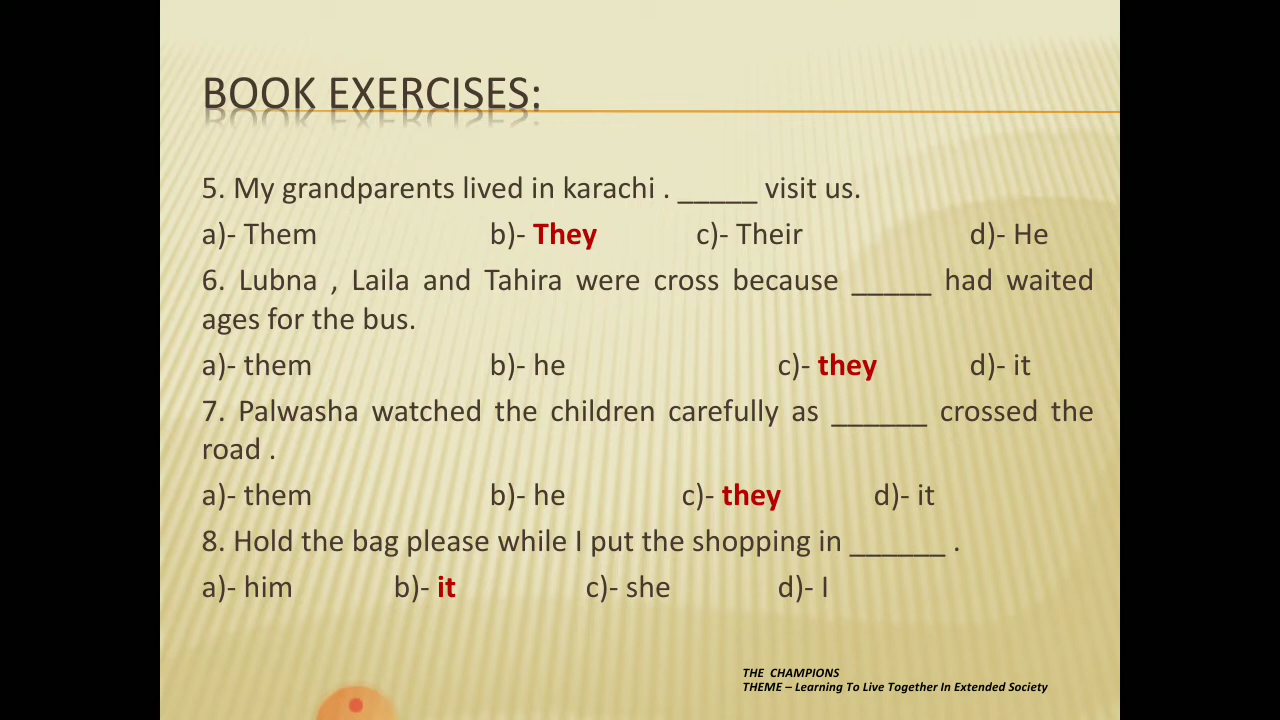 BOOK EXERCISES:
5. My grandparents lived in karachi . _____ visit us.
a)- Them b)- They c)- Their d)- He
6. Lubna , Laila and Tahira were cross because _____ had waited
ages for the bus.
a)- them b)- he c)- they d)- it
7. Palwasha watched the children carefully as ______ crossed the
road .
a)- them b)- he c)- they d)- it
8. Hold the bag please while I put the shopping in ______ .
a)- him b)- it c)- she d)- I
THE CHAMPIONS
THEME – Learning To Live Together In Extended Society